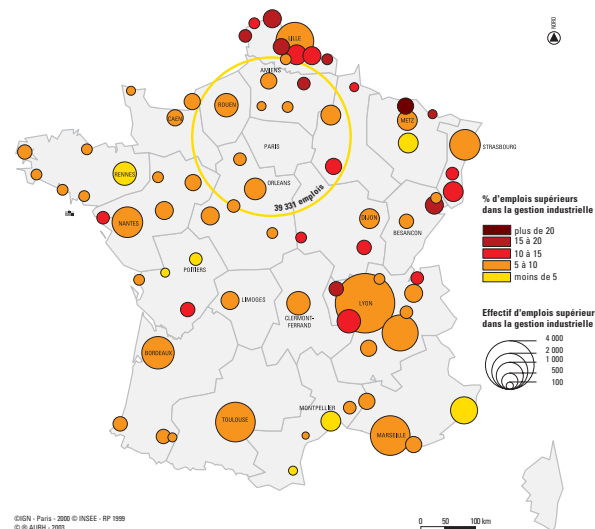 NORD
LILLE
AMIENS
ROUEN
CAEN
METZ
PARIS
STRASBOURG
RENNES
ORLEANS
39 331 emplois
NANTES
DIJON
BESANCON
POITIERS
LIMOGES
CLERMONT-
FERRAND
LYON
BORDEAUX
MONTPELLIER
TOULOUSE
MARSEILLE
% d'emplois supérieurs
dans la gestion industrielle
plus de 20
15 à 20
10 à 15
5 à 10
moins de 5
Effectif d'emplois supérieur
dans la gestion industrielle
4 000
2 000
1 000
500
100
©IGN - Paris - 2000 © INSEE - RP 1999
© ® AURH - 2003
0 50 100 km